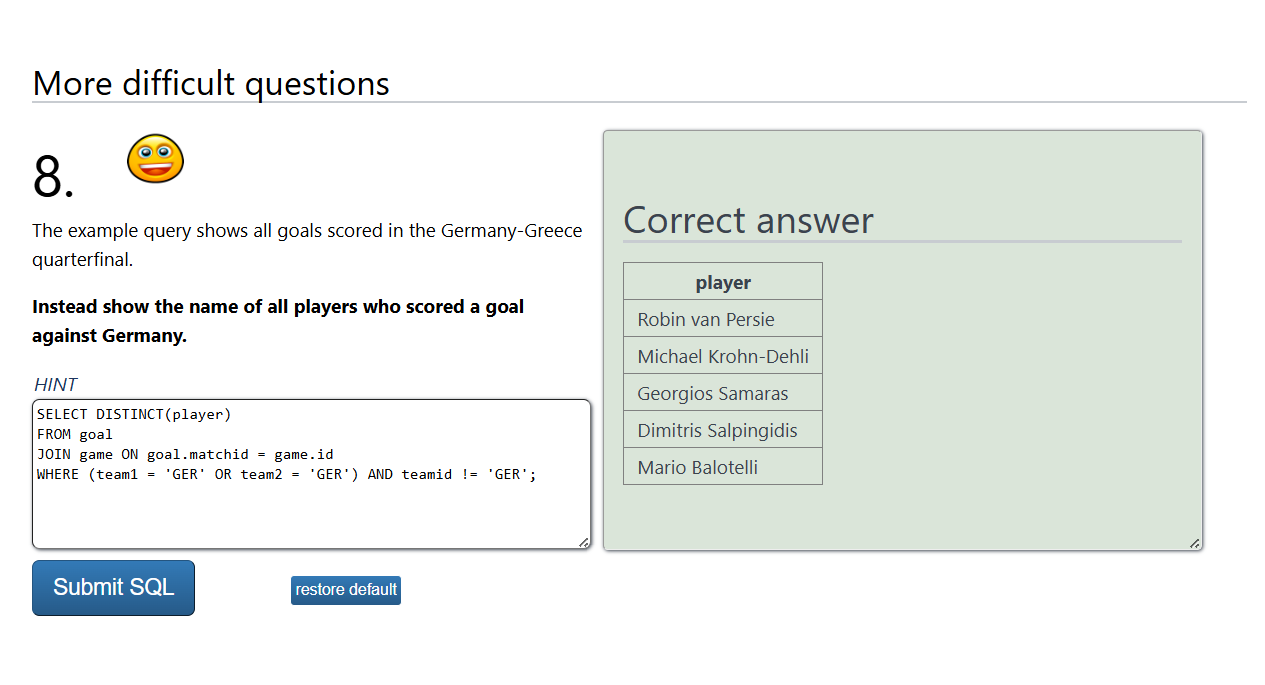 More difficult questions
8.
The example query shows all goals scored in the Germany-Greece
quarterfinal.
Instead show the name of all players who scored a goal
against Germany.
HINT
SELECT DISTINCT(player)
FROM goal
JOIN game ON goal.matchid = game.id
WHERE (team1 = 'GER' OR team2 = 'GER') AND teamid != 'GER';
Submit SQL
restore default
Correct answer
player
Robin van Persie
Michael Krohn-Dehli
Georgios Samaras
Dimitris Salpingidis
Mario Balotelli